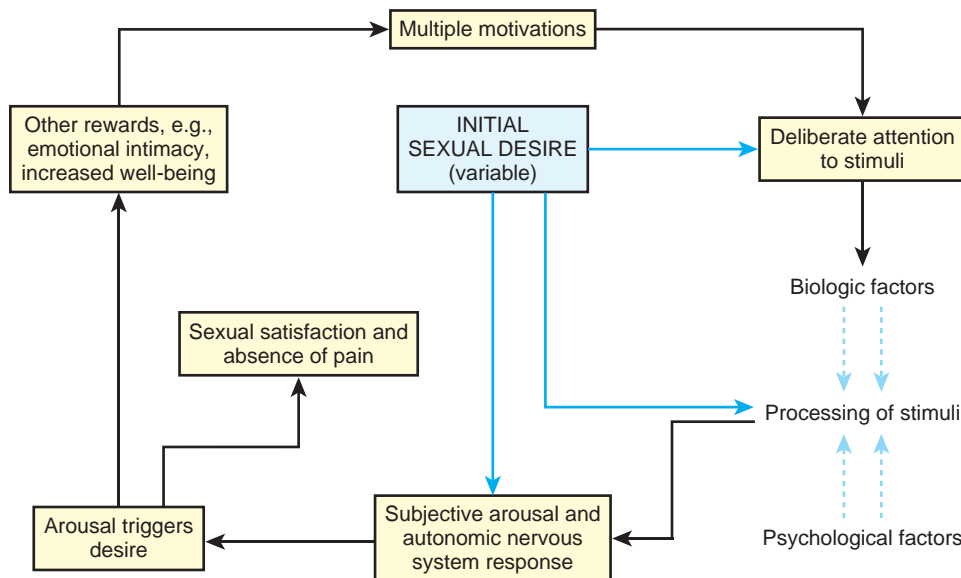 Multiple motivations
Other rewards, e.g.,
emotional intimacy,
increased well-being
INITIAL
SEXUAL DESIRE
(variable)
Deliberate attention
to stimuli
Biologic factors
Sexual satisfaction and
absence of pain
Processing of stimuli
Arousal triggers
desire
Subjective arousal and
autonomic nervous
system response
Psychological factors